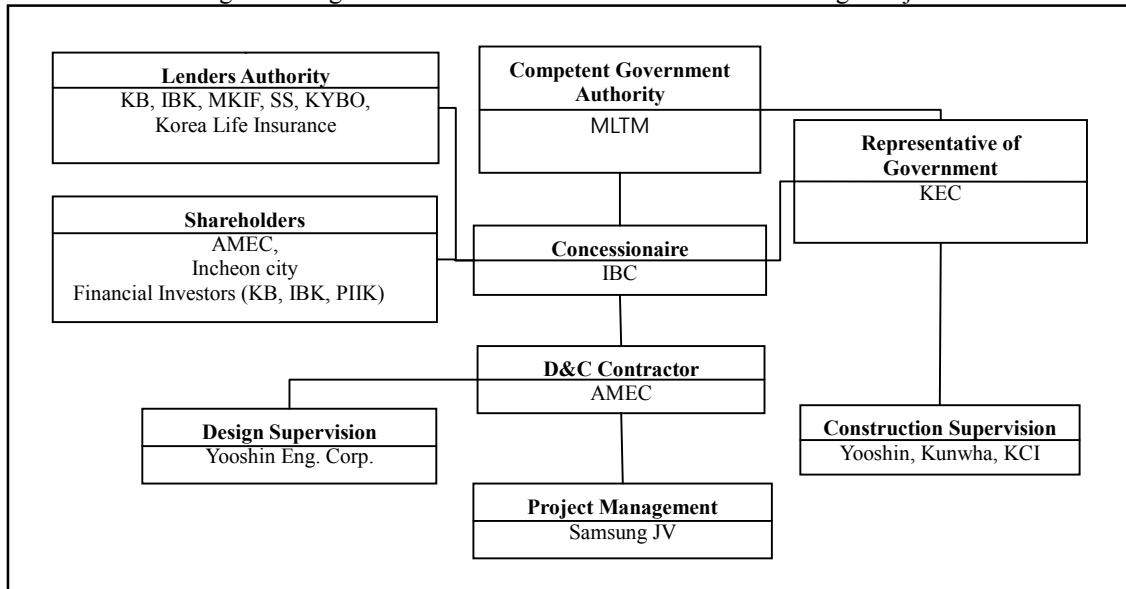 Lenders Authority
KB, IBK, MKIF, SS, KYBO,
Korea Life Insurance
Competent Government
Authority
MLTM
Representative of
Government
KEC
Shareholders
AMEC,
Incheon city
Financial Investors (KB, IBK, PIIK)
Concessionaire
IBC
D&C Contractor
AMEC
Design Supervision
Yooshin Eng. Corp.
Construction Supervision
Yooshin, Kunwha, KCI
Project Management
Samsung JV